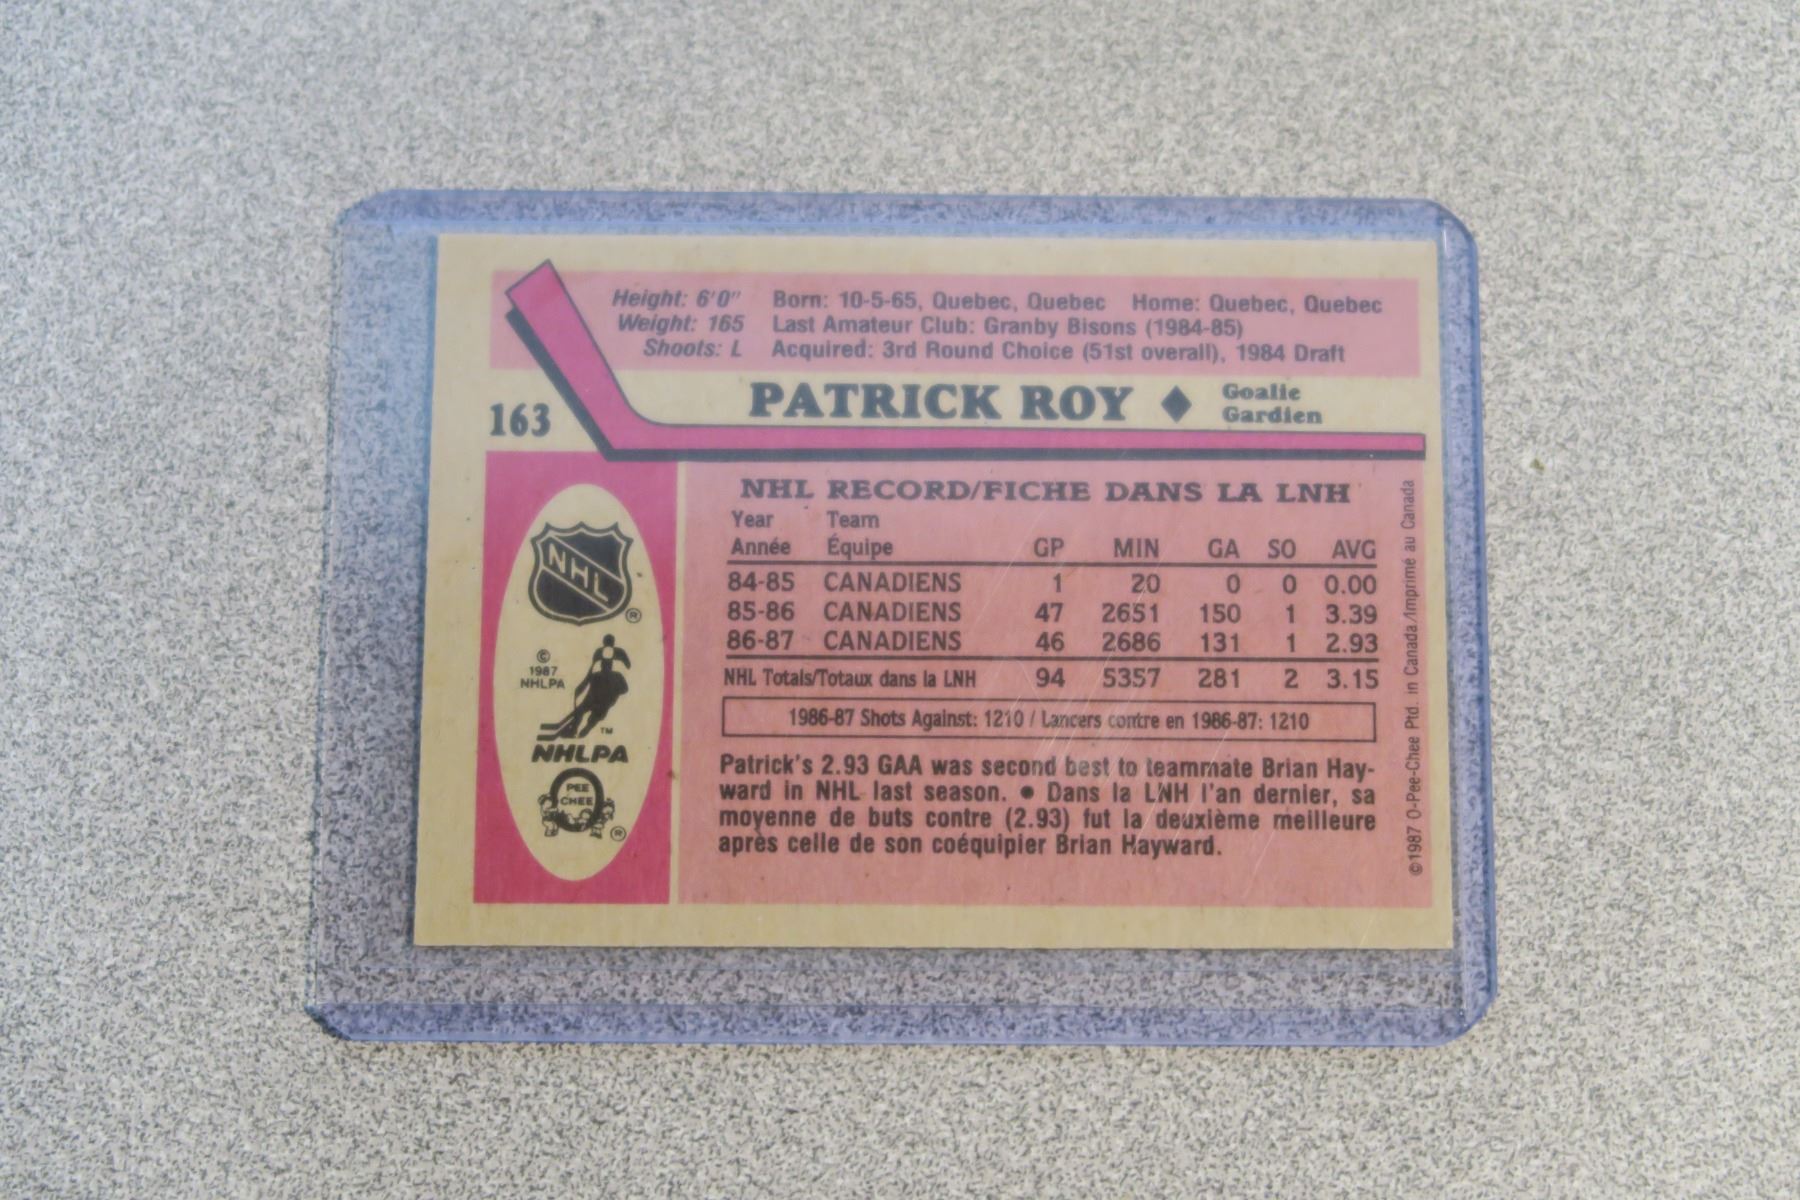 Height: 6'0" Born: 10-5-65, Quebec, Quebec Home: Quebec, Quebec
Weight: 165 Last Amateur Club: Granby Bisons (1984-85)
Shoots: L Acquired: 3rd Round Choice (51st overall), 1984 Draft
163 PATRICK ROY ♦ Goalie
Gardien
NHL RECORD/FICHE DANS LA LNH
Year Team
Année Équipe GP MIN GA SO AVG
84-85 CANADIENS 1 20 0 0 0.00
85-86 CANADIENS 47 2651 150 1 3.39
86-87 CANADIENS 46 2686 131 1 2.93
NHL Totals/Totaux dans la LNH 94 5357 281 2 3.15
1986-87 Shots Against: 1210 / Lancers contre en 1986-87: 1210
Patrick's 2.93 GAA was second best to teammate Brian Hay-
ward in NHL last season. • Dans la LNH l'an dernier, sa
moyenne de buts contre (2.93) fut la deuxième meilleure
après celle de son coéquipier Brian Hayward.
NHL
®
©
1987
NHLPA
TM
NHLPA
PEE
CHEE
®
©1987 O-Pee-Chee Ptd. in Canada/Imprimé au Canada